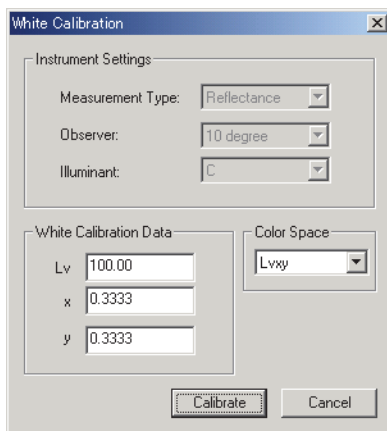 White Calibration
Instrument Settings
Measurement Type: Reflectance
Observer: 10 degree
Illuminant: C
White Calibration Data
Lv 100.00
x 0.3333
y 0.3333
Color Space
Lvxy
Calibrate Cancel